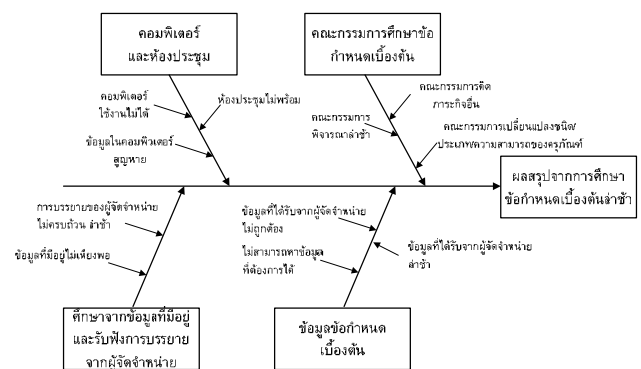 คอมพิเตอร์
และห้องประชุม
คณะกรรมการศึกษาข้อ
กำหนดเบื้องต้น
คอมพิเตอร์
ใช้งานไม่ได้
ห้องประชุมไม่พร้อม
ข้อมูลในคอมพิวเตอร์
สูญหาย
คณะกรรมการติด
ภาระกิจอื่น
คณะกรรมการ
พิจารณาล่าช้า
คณะกรรมการเปลี่ยนแปลงชนิด/
ประเภท/ความสามารถของครุภัณฑ์
ผลสรุปจากการศึกษา
ข้อกำหนดเบื้องต้นล่าช้า
การบรรยายของผู้จัดจำหน่าย
ไม่ครบถ้วน ล่าช้า
ข้อมูลที่มีอยู่ไม่เพียงพอ
ข้อมูลที่ได้รับจากผู้จัดจำหน่าย
ไม่ถูกต้อง
ไม่สามารถหาข้อมูล
ที่ต้องการได้
ข้อมูลที่ได้รับจากผู้จัดจำหน่าย
ล่าช้า
ศึกษาจากข้อมูลที่มีอยู่
และรับฟังการบรรยาย
จากผู้จัดจำหน่าย
ข้อมูลข้อกำหนด
เบื้องต้น